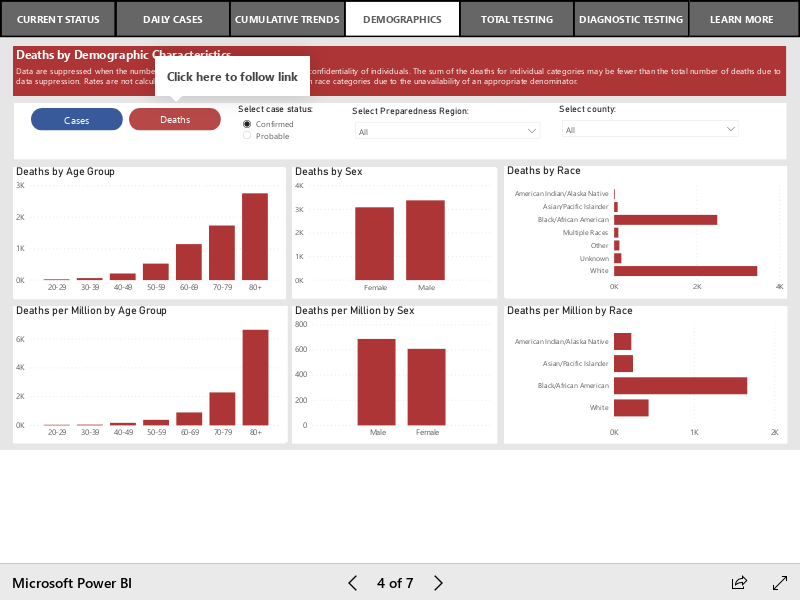 CURRENT STATUS
DAILY CASES
CUMULATIVE TRENDS
DEMOGRAPHICS
TOTAL TESTING
DIAGNOSTIC TESTING
LEARN MORE
Deaths by Demographic Characteristics
Data are suppressed when the numbe
onfidentiality of individuals. The sum of the deaths for individual categories may be fewer than the total number of deaths due to
data suppression. Rates are not calcul
n race categories due to the unavailability of an appropriate denominator.
Click here to follow link
Cases
Deaths
Select case status:
Confirmed
Probable
Select Preparedness Region:
All
Select county:
All
Deaths by Age Group
3K
2K
1K
0K
20-29 30-39 40-49 50-59 60-69 70-79 80+
Deaths by Sex
4K
3K
2K
1K
0K
Female Male
Deaths by Race
American Indian/Alaska Native
Asian/Pacific Islander
Black/African American
Multiple Races
Other
Unknown
White
0K 2K 4K
Deaths per Million by Age Group
6K
4K
2K
0K
20-29 30-39 40-49 50-59 60-69 70-79 80+
Deaths per Million by Sex
800
600
400
200
0
Male Female
Deaths per Million by Race
American Indian/Alaska Native
Asian/Pacific Islander
Black/African American
White
0K 1K 2K
Microsoft Power BI
4 of 7